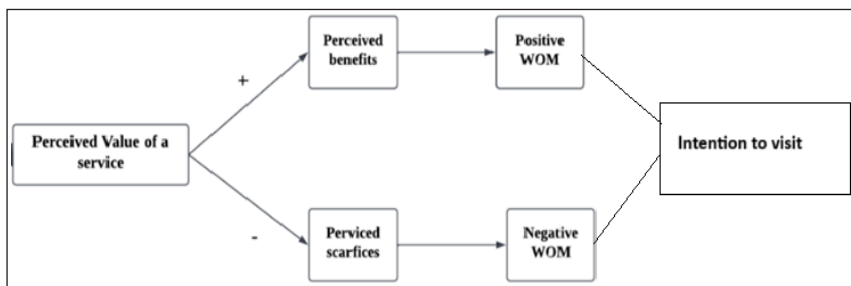 Perceived
benefits
Positive
WOM
+
Perceived Value of a
service
Intention to visit
-
Perviced
scarfices
Negative
WOM